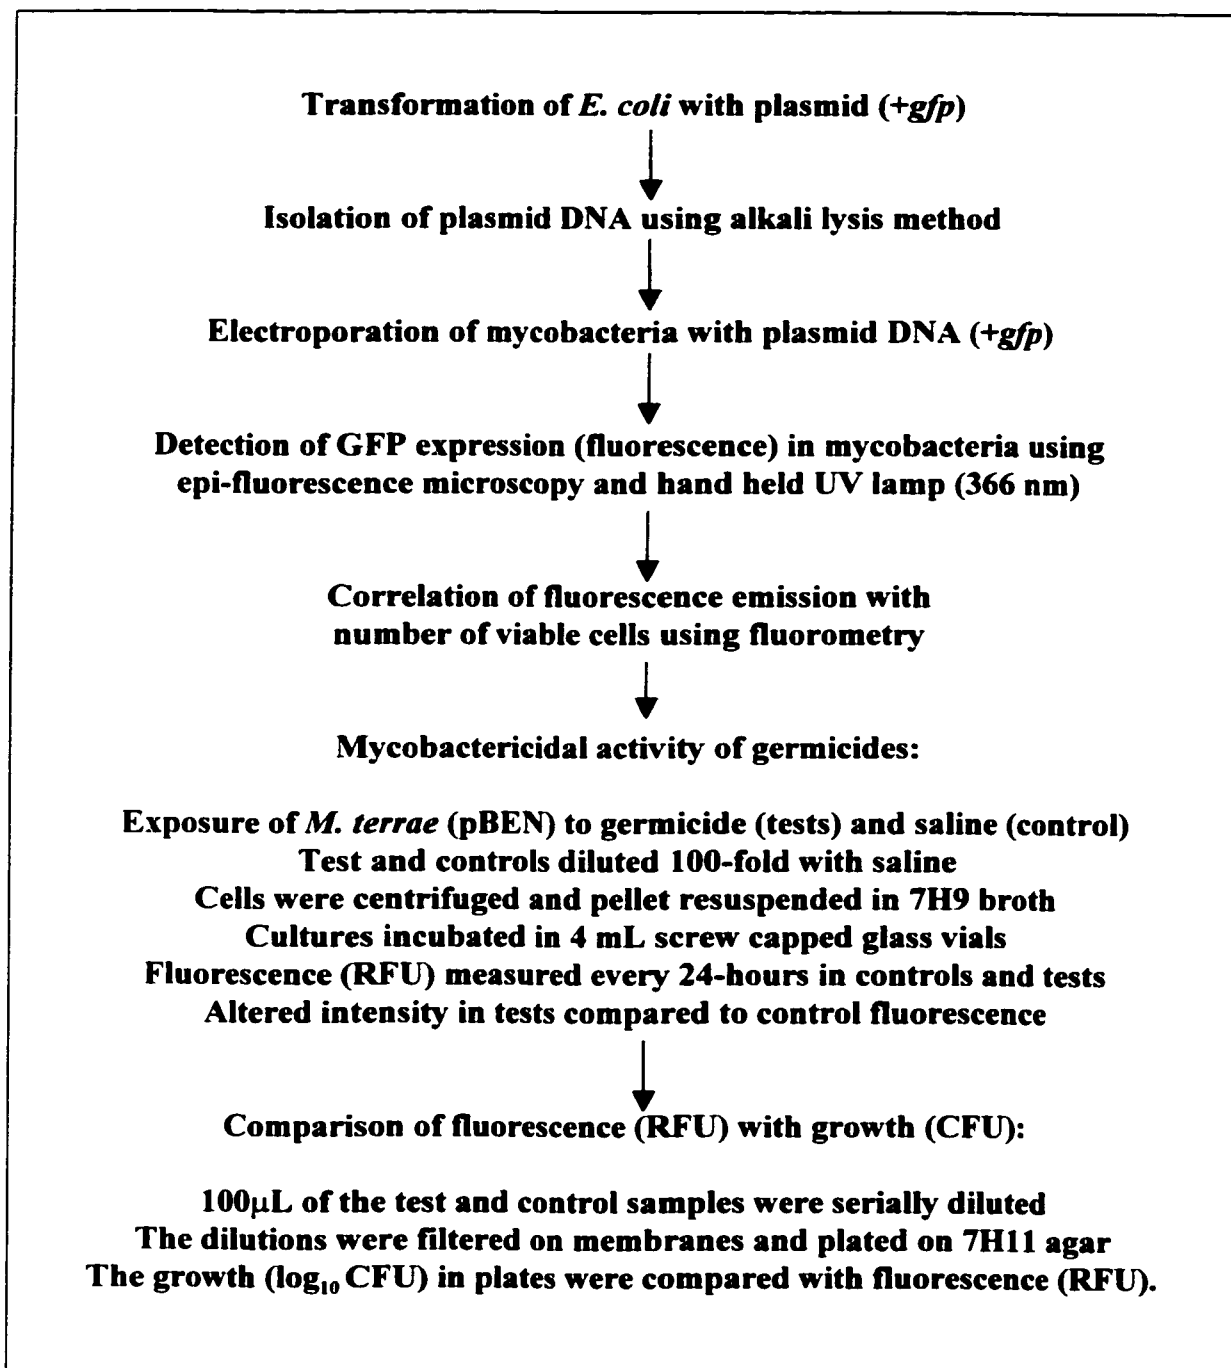 Transformation of E. coli with plasmid (+gfp)
Isolation of plasmid DNA using alkali lysis method
Electroporation of mycobacteria with plasmid DNA (+gfp)
Detection of GFP expression (fluorescence) in mycobacteria using
epi-fluorescence microscopy and hand held UV lamp (366 nm)
Correlation of fluorescence emission with
number of viable cells using fluorometry
Mycobactericidal activity of germicides:
Exposure of M. terrae (pBEN) to germicide (tests) and saline (control)
Test and controls diluted 100-fold with saline
Cells were centrifuged and pellet resuspended in 7H9 broth
Cultures incubated in 4 mL screw capped glass vials
Fluorescence (RFU) measured every 24-hours in controls and tests
Altered intensity in tests compared to control fluorescence
Comparison of fluorescence (RFU) with growth (CFU):
100µL of the test and control samples were serially diluted
The dilutions were filtered on membranes and plated on 7H11 agar
The growth (log₁₀ CFU) in plates were compared with fluorescence (RFU).